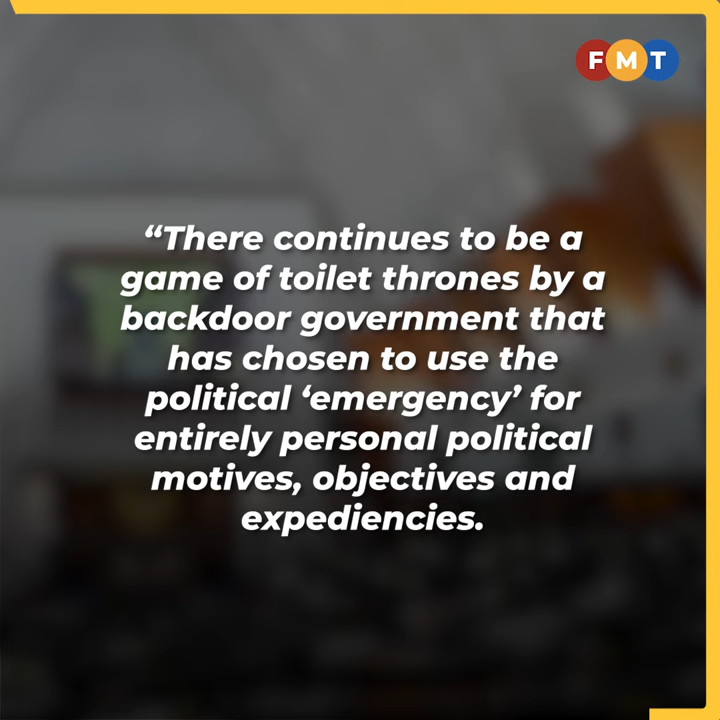 FMT
“There continues to be a
game of toilet thrones by a
backdoor government that
has chosen to use the
political ‘emergency’ for
entirely personal political
motives, objectives and
expediencies.